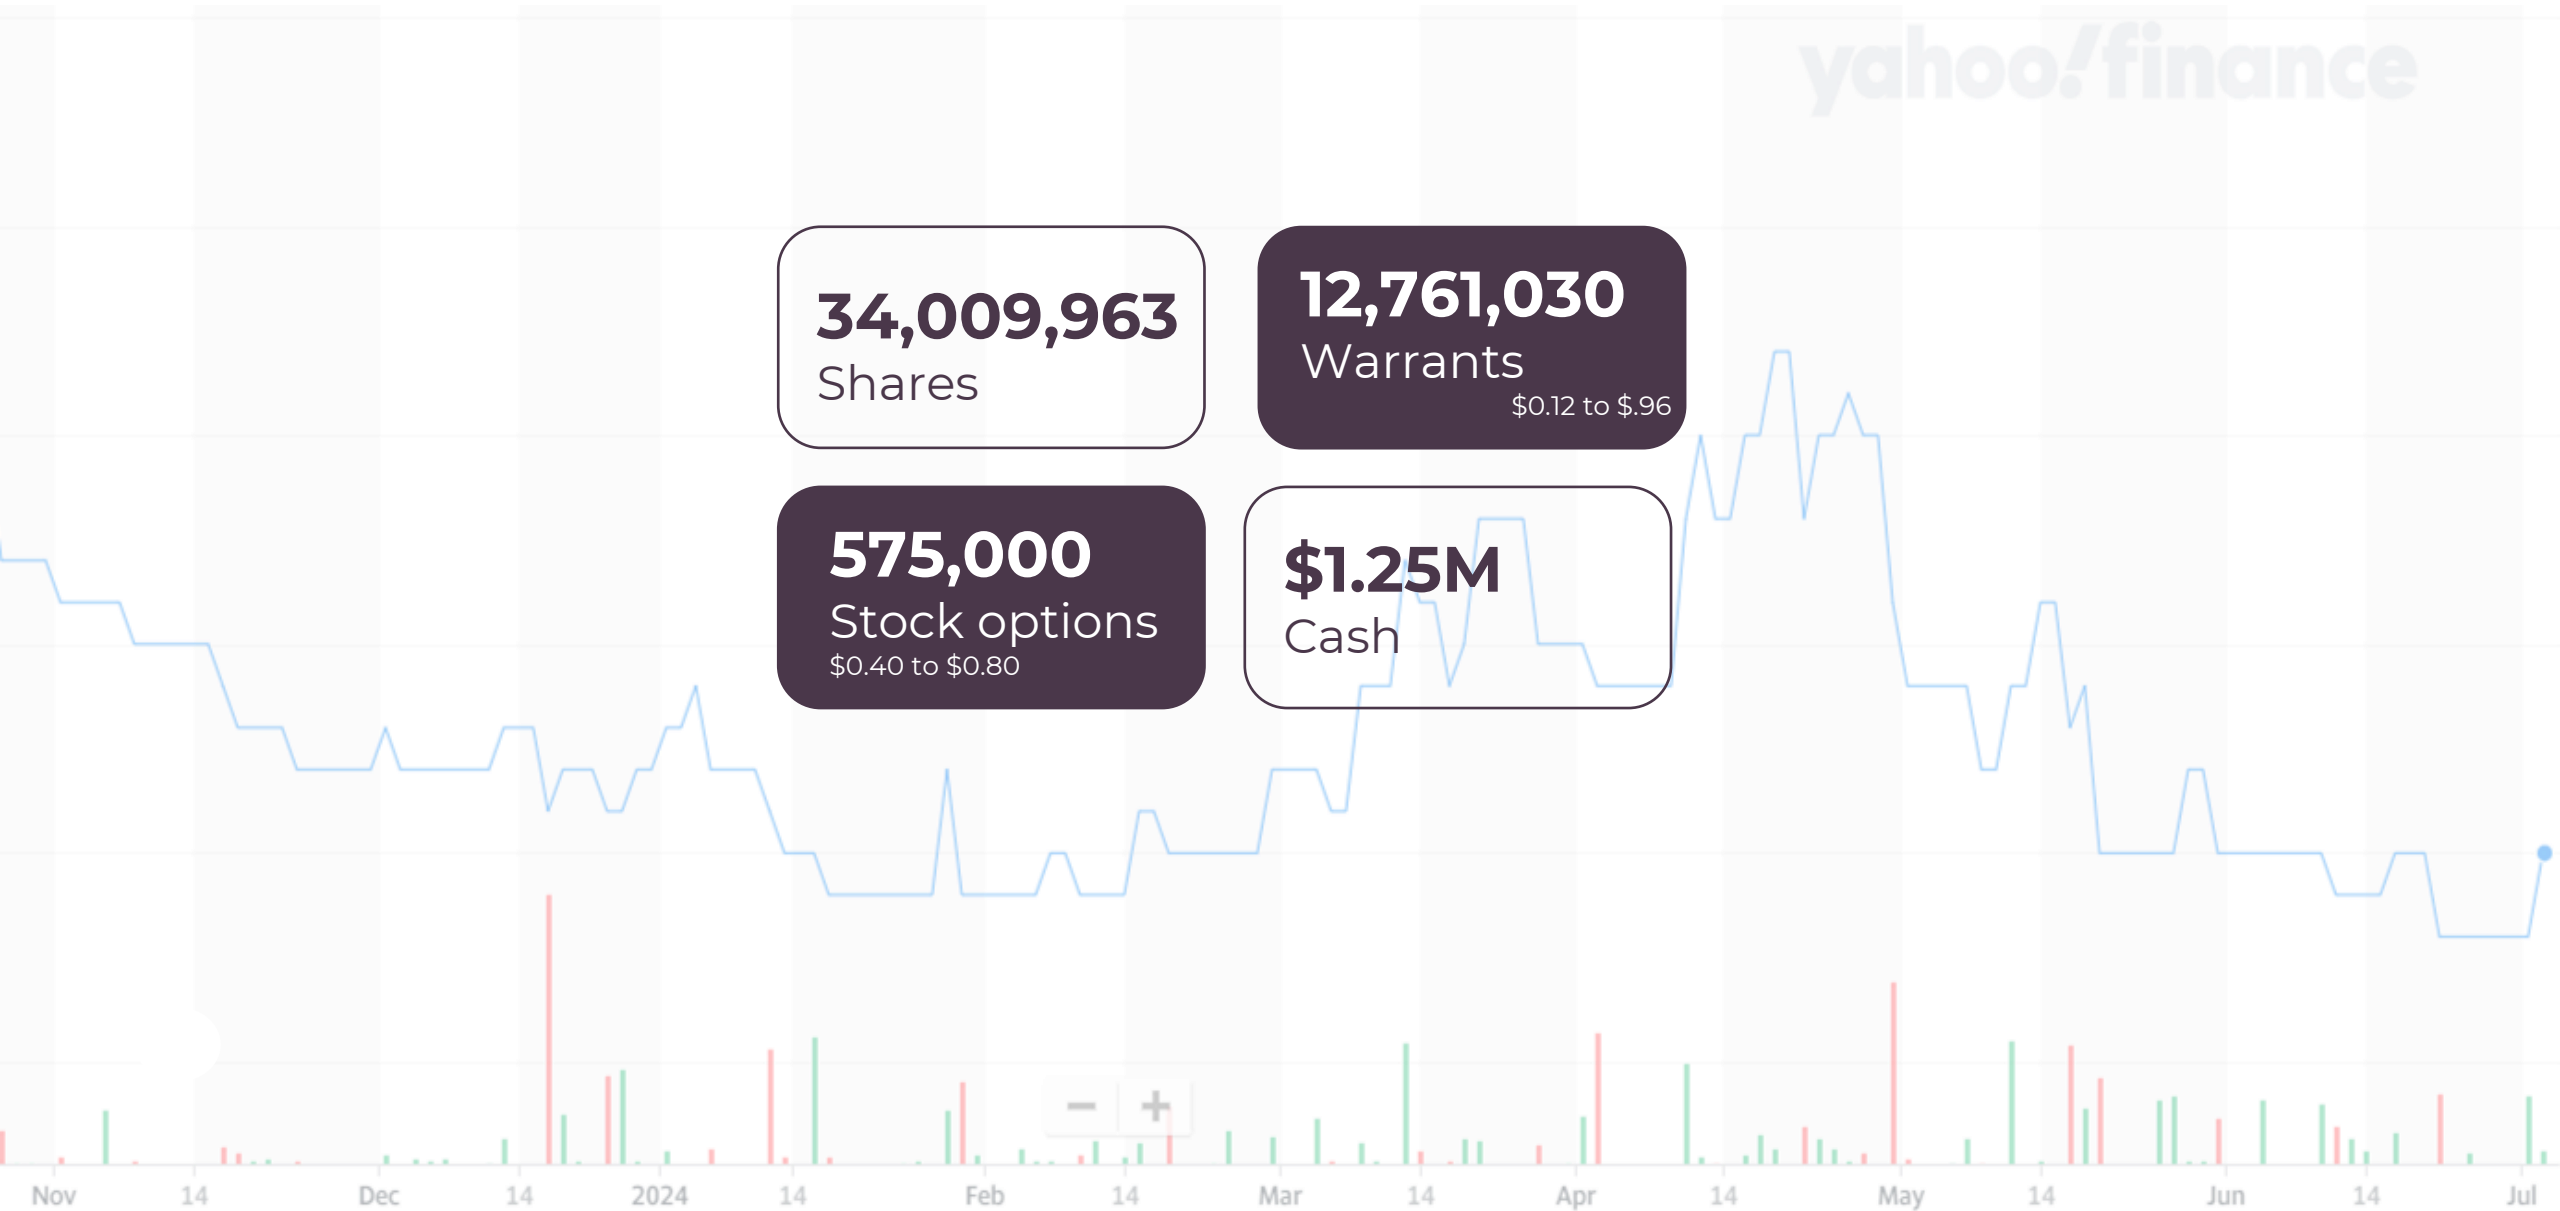 yahoo!finance
34,009,963
Shares
12,761,030
Warrants
$0.12 to $.96
575,000
Stock options
$0.40 to $0.80
$1.25M
Cash
− +
Nov 14 Dec 14 2024 14 Feb 14 Mar 14 Apr 14 May 14 Jun 14 Jul